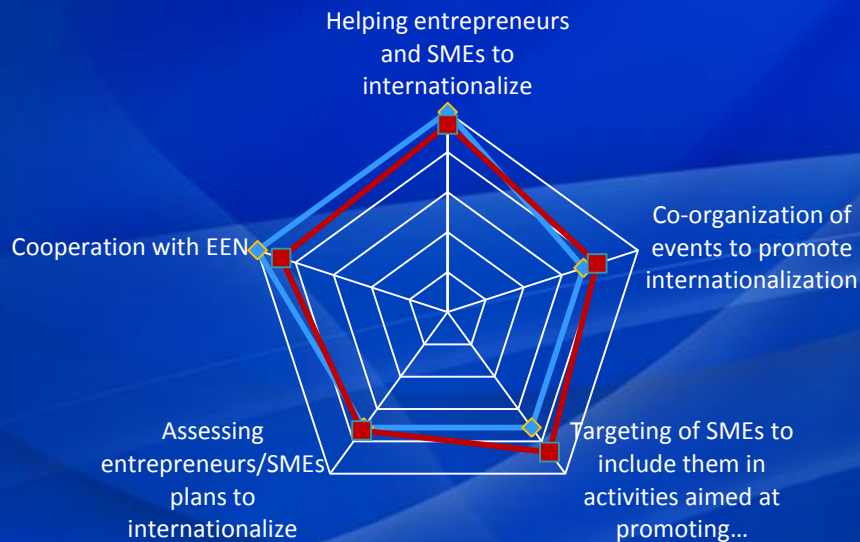 Helping entrepreneurs
and SMEs to
internationalize
Co-organization of
events to promote
internationalization
Targeting of SMEs to
include them in
activities aimed at
promoting…
Assessing
entrepreneurs/SMEs
plans to
internationalize
Cooperation with EEN